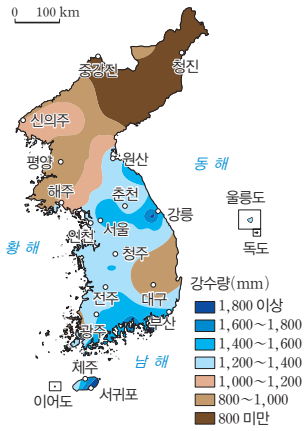 0 100 km
중강진
청진
신의주
평양
원산
동 해
해주
춘천
울릉도
강릉
인천
서울
독도
황 해
청주
강수량(mm)
전주
대구
1,800 이상
1,600~1,800
광주
부산
1,400~1,600
남 해
1,200~1,400
제주
1,000~1,200
이어도
서귀포
800~1,000
800 미만